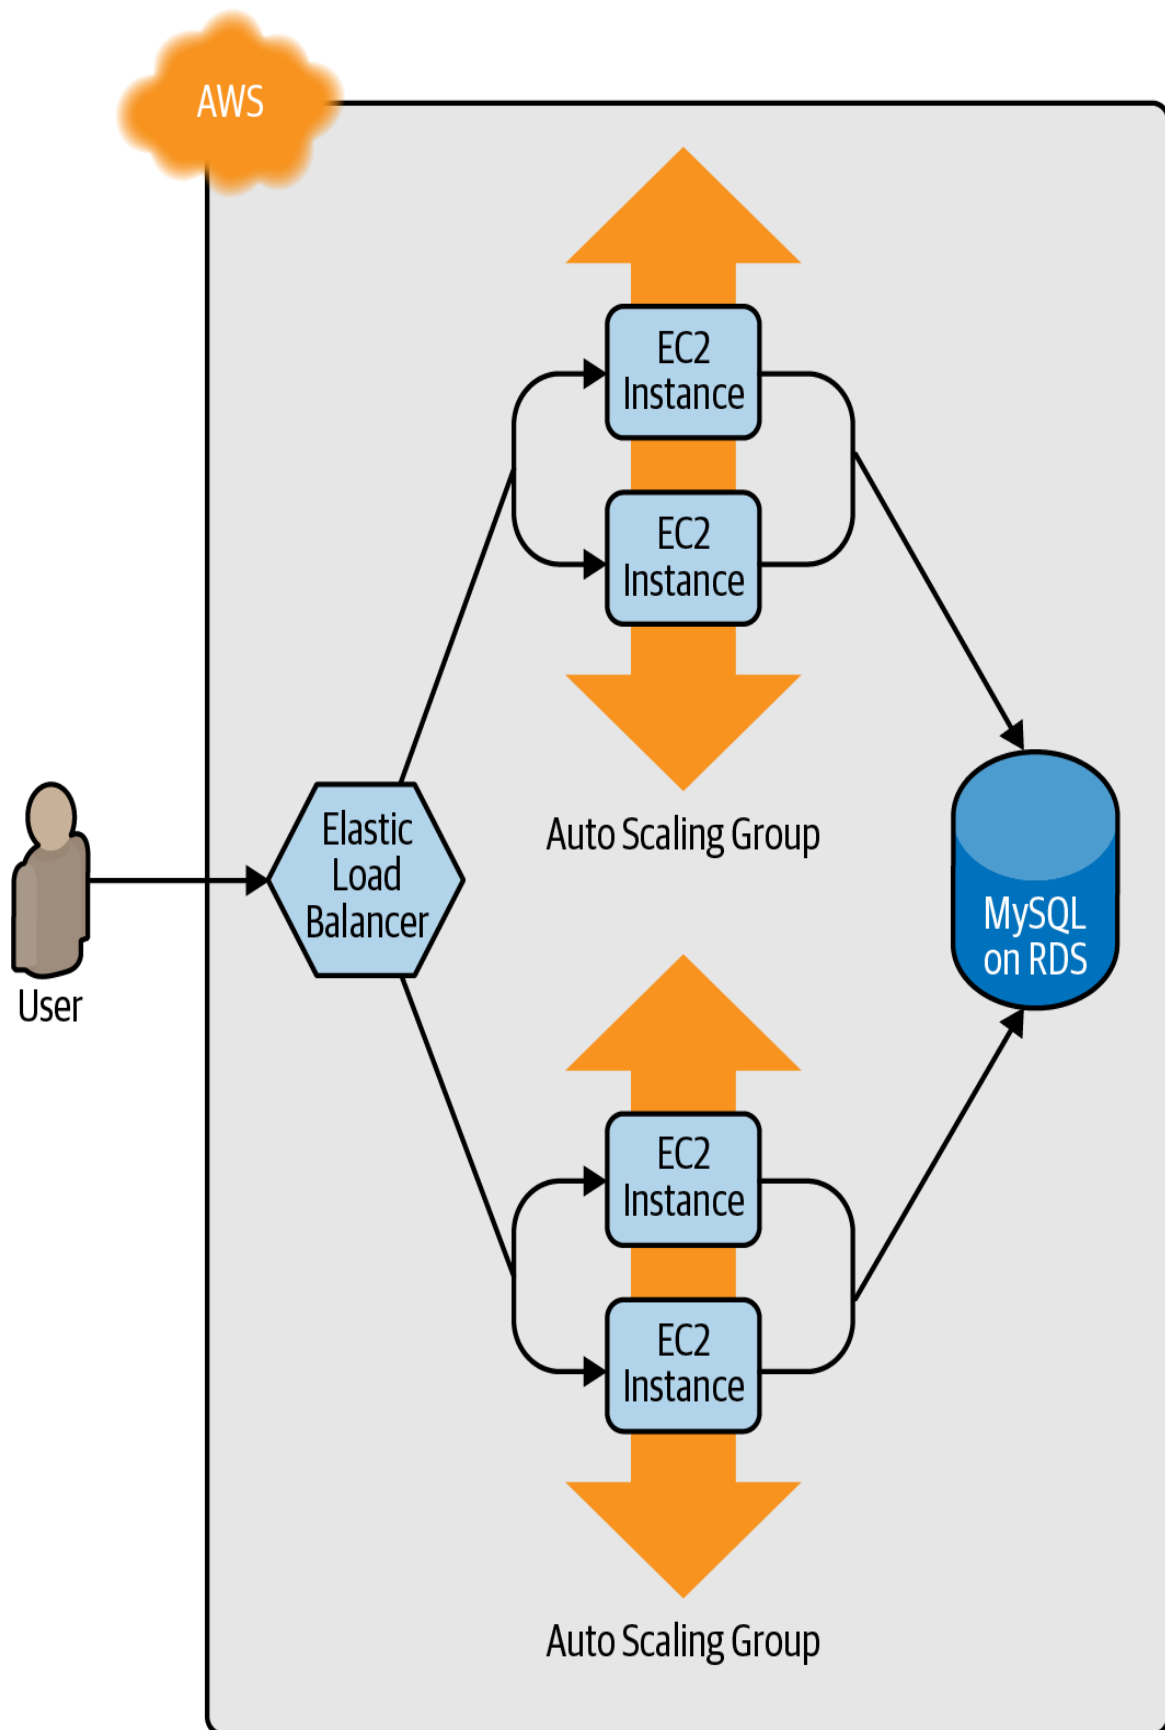 AWS
EC2
Instance
EC2
Instance
Auto Scaling Group
Elastic
Load
Balancer
User
MySQL
on RDS
EC2
Instance
EC2
Instance
Auto Scaling Group